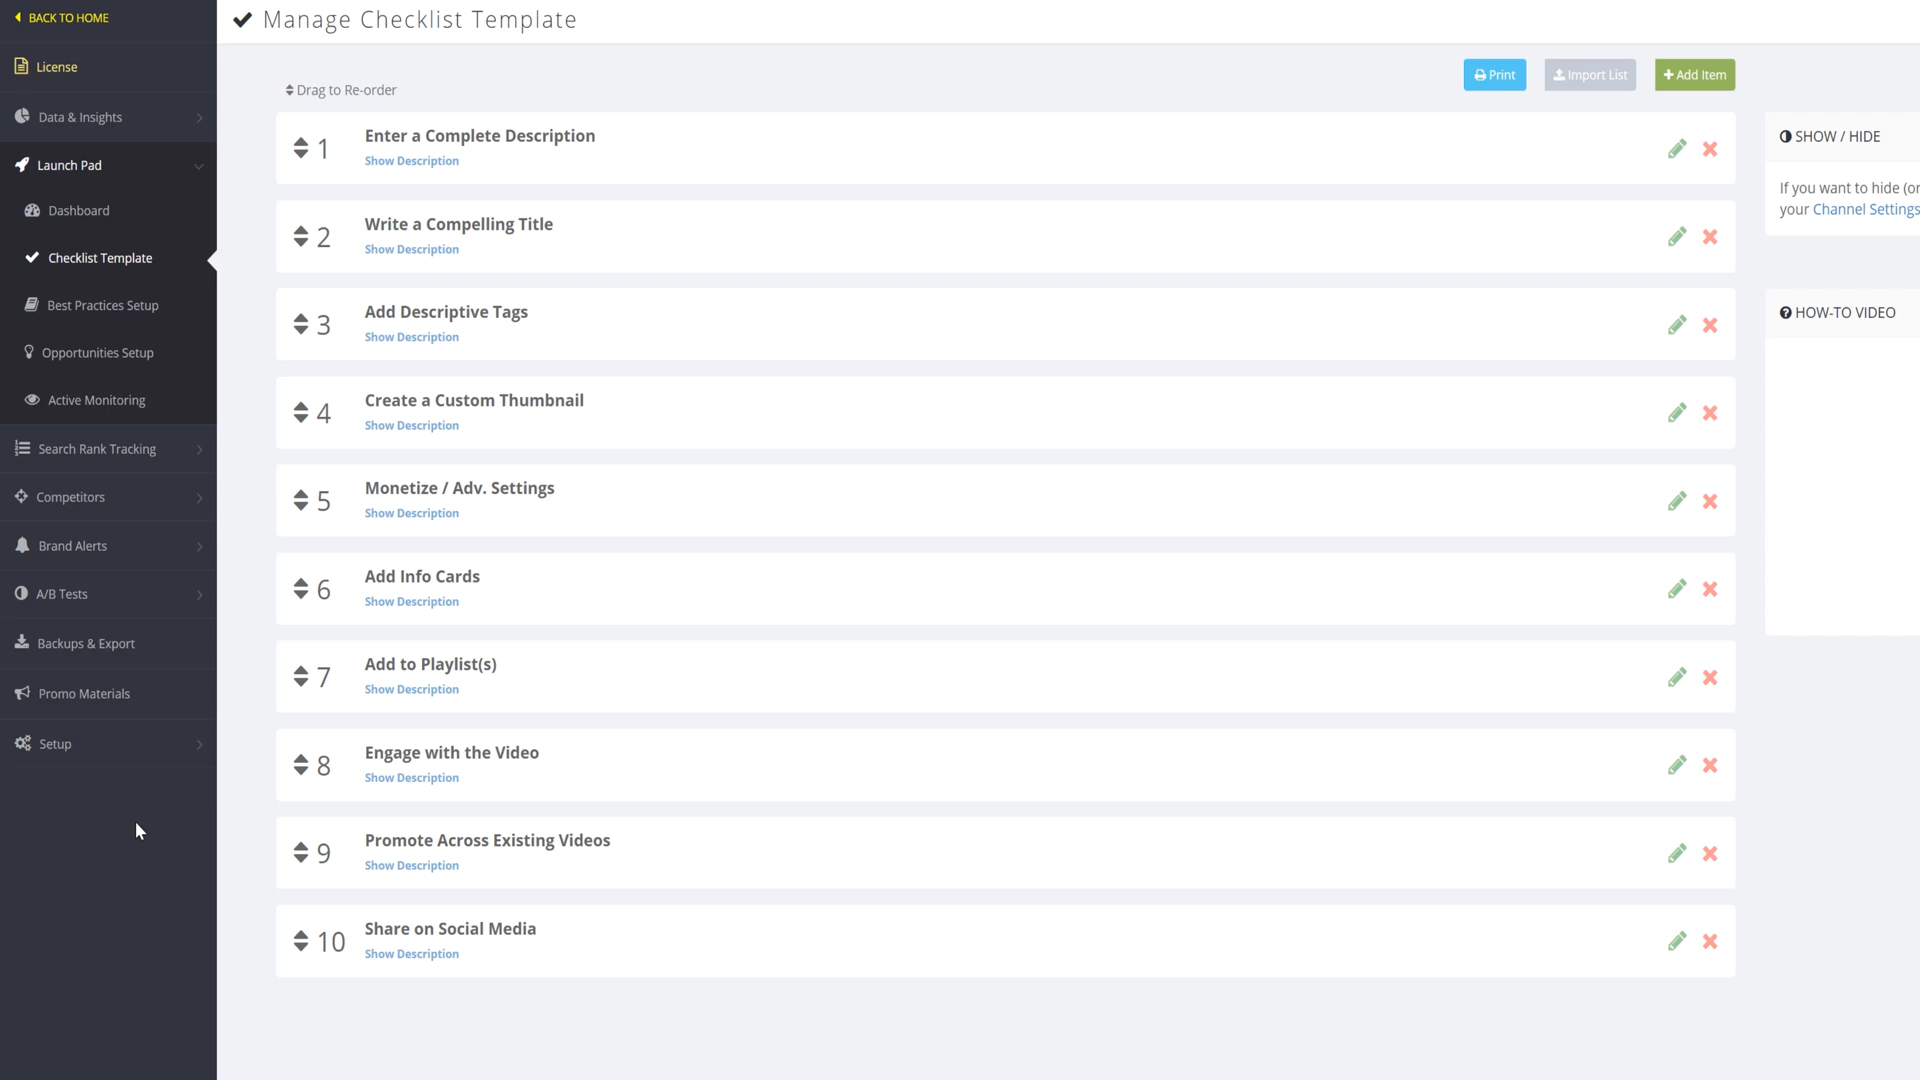 BACK TO HOME
License
Data & Insights
Launch Pad
Dashboard
Checklist Template
Best Practices Setup
Opportunities Setup
Active Monitoring
Search Rank Tracking
Competitors
Brand Alerts
A/B Tests
Backups & Export
Promo Materials
Setup
Manage Checklist Template
Drag to Re-order
Print
Import List
Add Item
1 Enter a Complete Description
Show Description
2 Write a Compelling Title
Show Description
3 Add Descriptive Tags
Show Description
4 Create a Custom Thumbnail
Show Description
5 Monetize / Adv. Settings
Show Description
6 Add Info Cards
Show Description
7 Add to Playlist(s)
Show Description
8 Engage with the Video
Show Description
9 Promote Across Existing Videos
Show Description
10 Share on Social Media
Show Description
SHOW / HIDE
If you want to hide (or
your Channel Settings
HOW-TO VIDEO